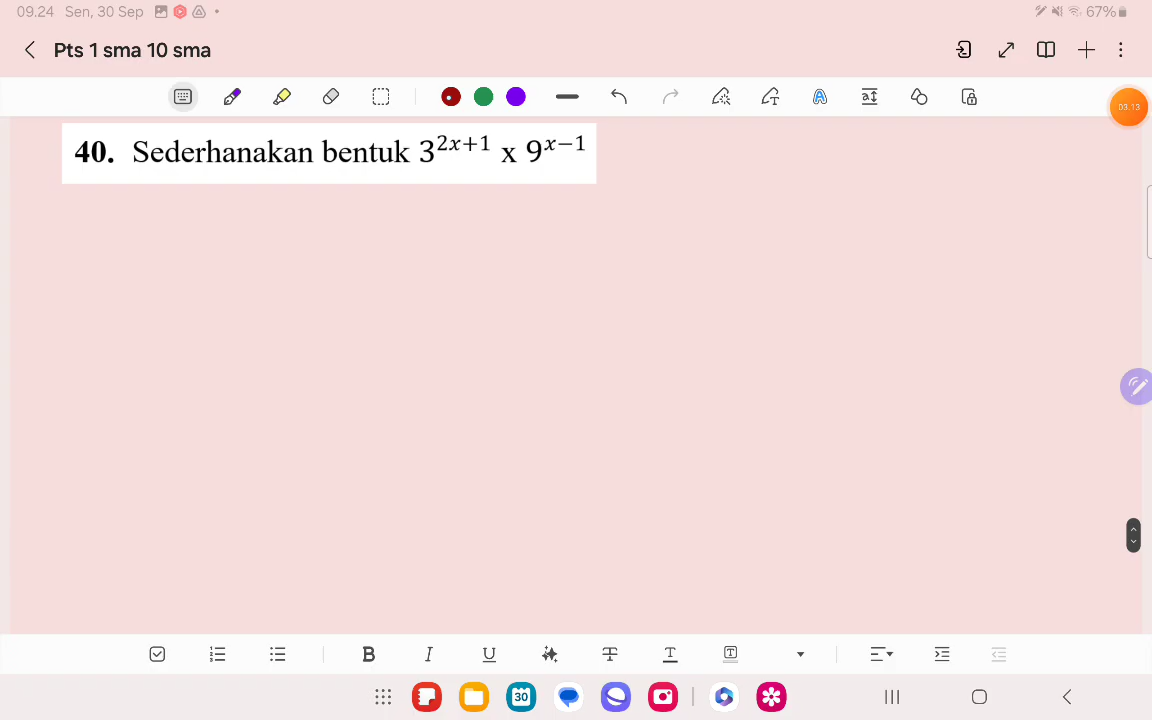 09.24 Sen, 30 Sep
67%
Pts 1 sma 10 sma
03.13
40. Sederhanakan bentuk 3^{2x+1} x 9^{x−1}
B I U T T T
30